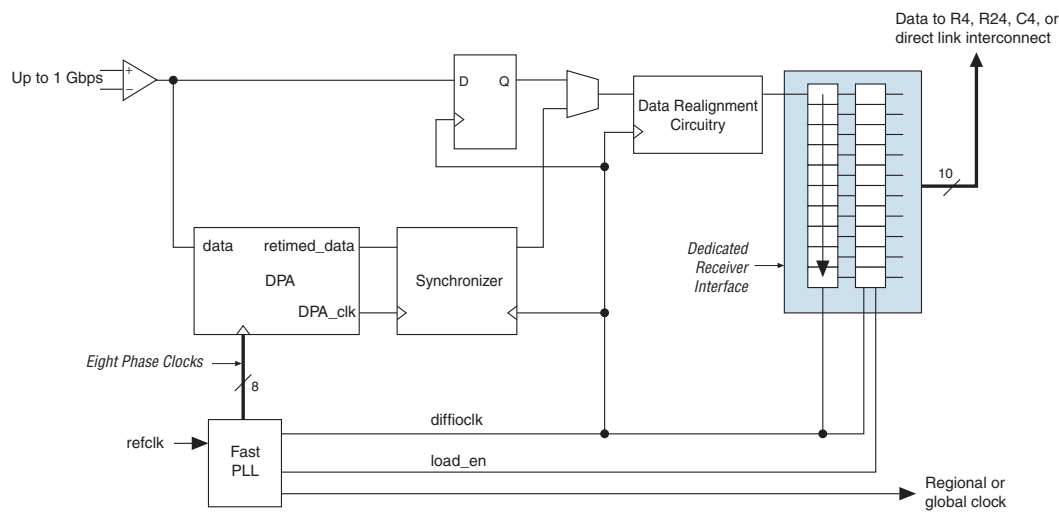 Data to R4, R24, C4, or
direct link interconnect
Up to 1 Gbps
+
−
D Q
Data Realignment
Circuitry
10
data retimed_data
DPA
DPA_clk
Synchronizer
Dedicated
Receiver
Interface
Eight Phase Clocks
8
refclk
Fast
PLL
diffioclk
load_en
Regional or
global clock